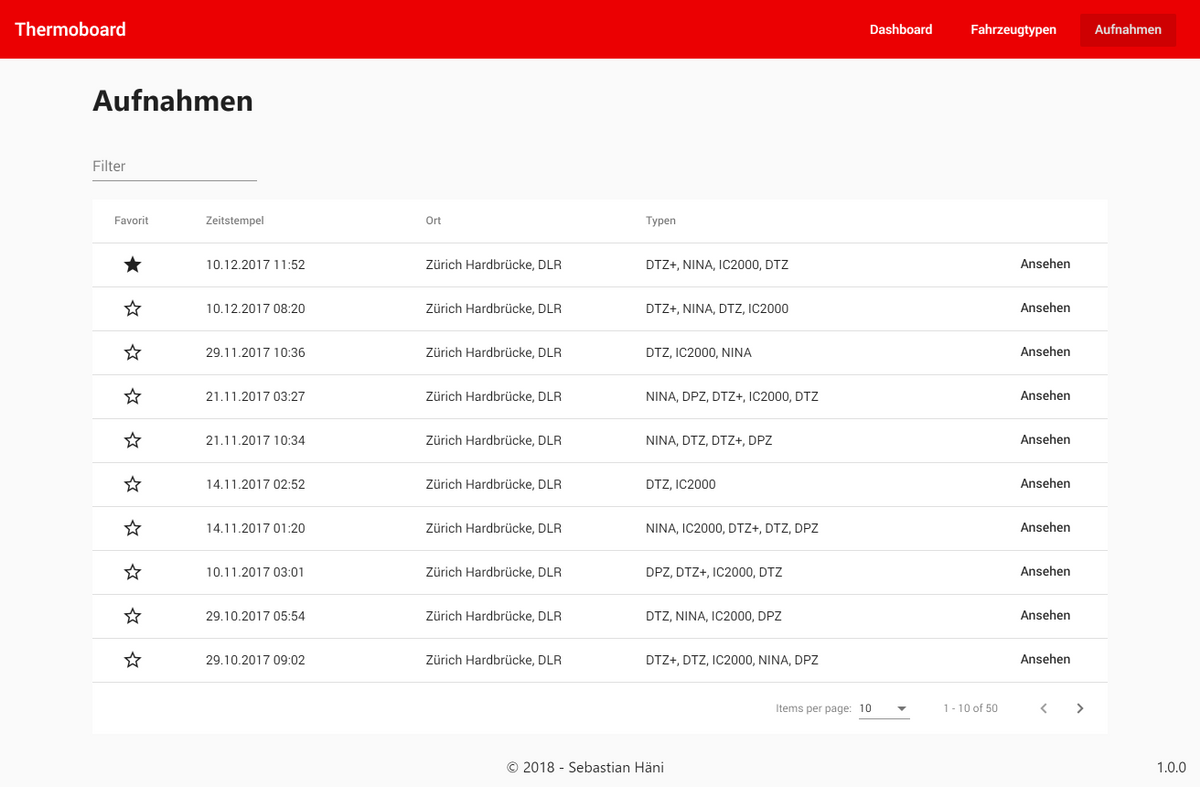 Thermoboard Dashboard Fahrzeugtypen Aufnahmen
Aufnahmen
Filter
Favorit Zeitstempel Ort Typen
10.12.2017 11:52 Zürich Hardbrücke, DLR DTZ+, NINA, IC2000, DTZ Ansehen
10.12.2017 08:20 Zürich Hardbrücke, DLR DTZ+, NINA, DTZ, IC2000 Ansehen
29.11.2017 10:36 Zürich Hardbrücke, DLR DTZ, IC2000, NINA Ansehen
21.11.2017 03:27 Zürich Hardbrücke, DLR NINA, DPZ, DTZ+, IC2000, DTZ Ansehen
21.11.2017 10:34 Zürich Hardbrücke, DLR NINA, DTZ, DTZ+, DPZ Ansehen
14.11.2017 02:52 Zürich Hardbrücke, DLR DTZ, IC2000 Ansehen
14.11.2017 01:20 Zürich Hardbrücke, DLR NINA, IC2000, DTZ+, DTZ, DPZ Ansehen
10.11.2017 03:01 Zürich Hardbrücke, DLR DPZ, DTZ+, IC2000, DTZ Ansehen
29.10.2017 05:54 Zürich Hardbrücke, DLR DTZ, NINA, IC2000, DPZ Ansehen
29.10.2017 09:02 Zürich Hardbrücke, DLR DTZ+, DTZ, IC2000, NINA, DPZ Ansehen
Items per page: 10 1 - 10 of 50
© 2018 - Sebastian Häni 1.0.0